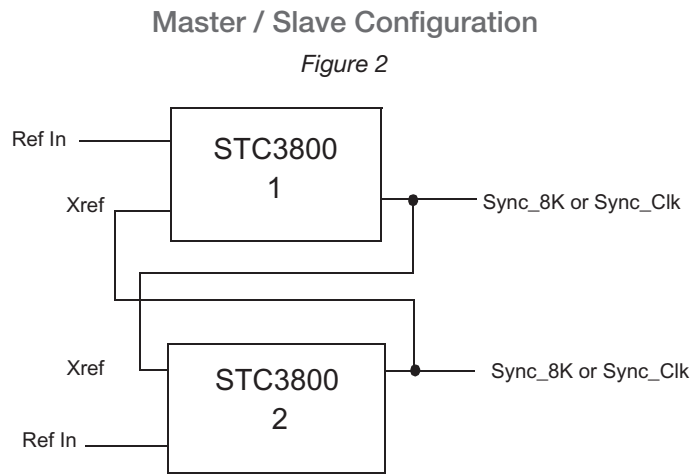 Master / Slave Configuration
Figure 2
Ref In
STC3800
1
Xref
Sync_8K or Sync_Clk
Xref
STC3800
2
Sync_8K or Sync_Clk
Ref In